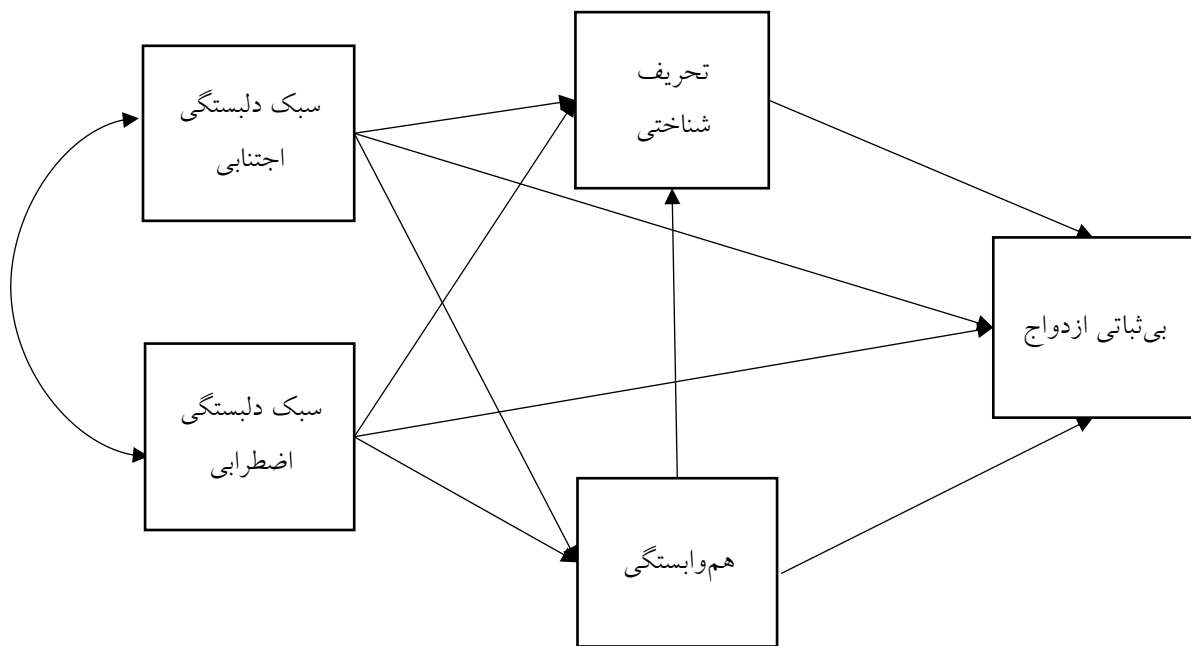 تحریف
شناختی
سبک دلبستگی
اجتنابی
بی‌ثباتی ازدواج
سبک دلبستگی
اضطرابی
هم‌وابستگی